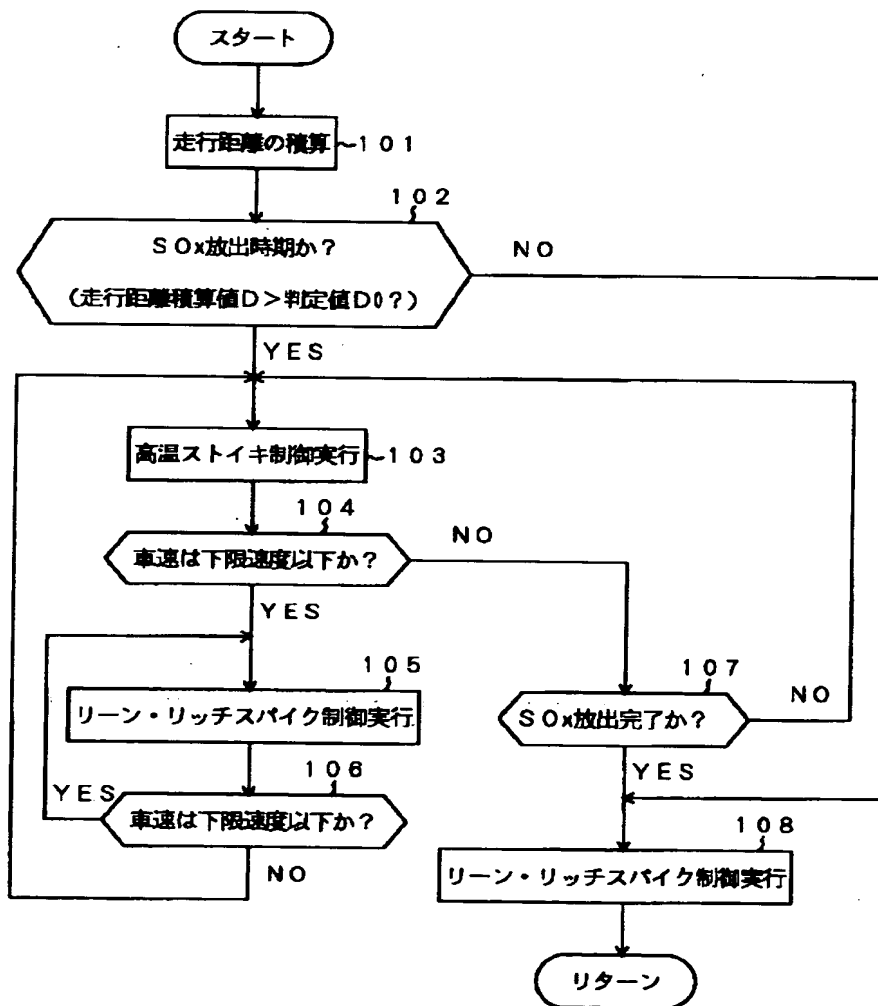 スタート
走行距離の積算
101
102
SOx放出時期か?
(走行距離積算値D>判定値D0?)
NO
YES
高温ストイキ制御実行
103
104
車速は下限速度以下か?
NO
YES
105
リーン・リッチスパイク制御実行
106
車速は下限速度以下か?
YES
NO
107
SOx放出完了か?
NO
YES
108
リーン・リッチスパイク制御実行
リターン